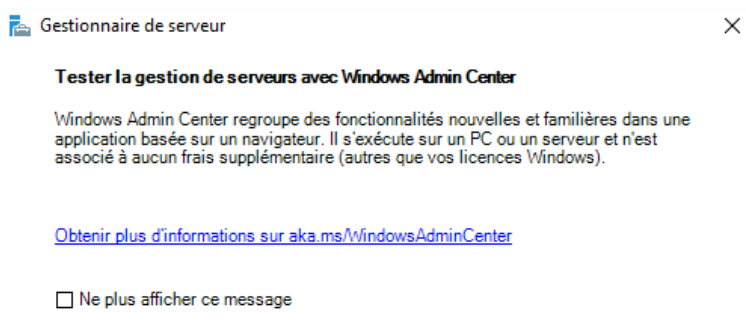 Gestionnaire de serveur
Tester la gestion de serveurs avec Windows Admin Center
Windows Admin Center regroupe des fonctionnalités nouvelles et familières dans une
application basée sur un navigateur. Il s'exécute sur un PC ou un serveur et n'est
associé à aucun frais supplémentaire (autres que vos licences Windows).
Obtenir plus d'informations sur aka.ms/WindowsAdminCenter
Ne plus afficher ce message